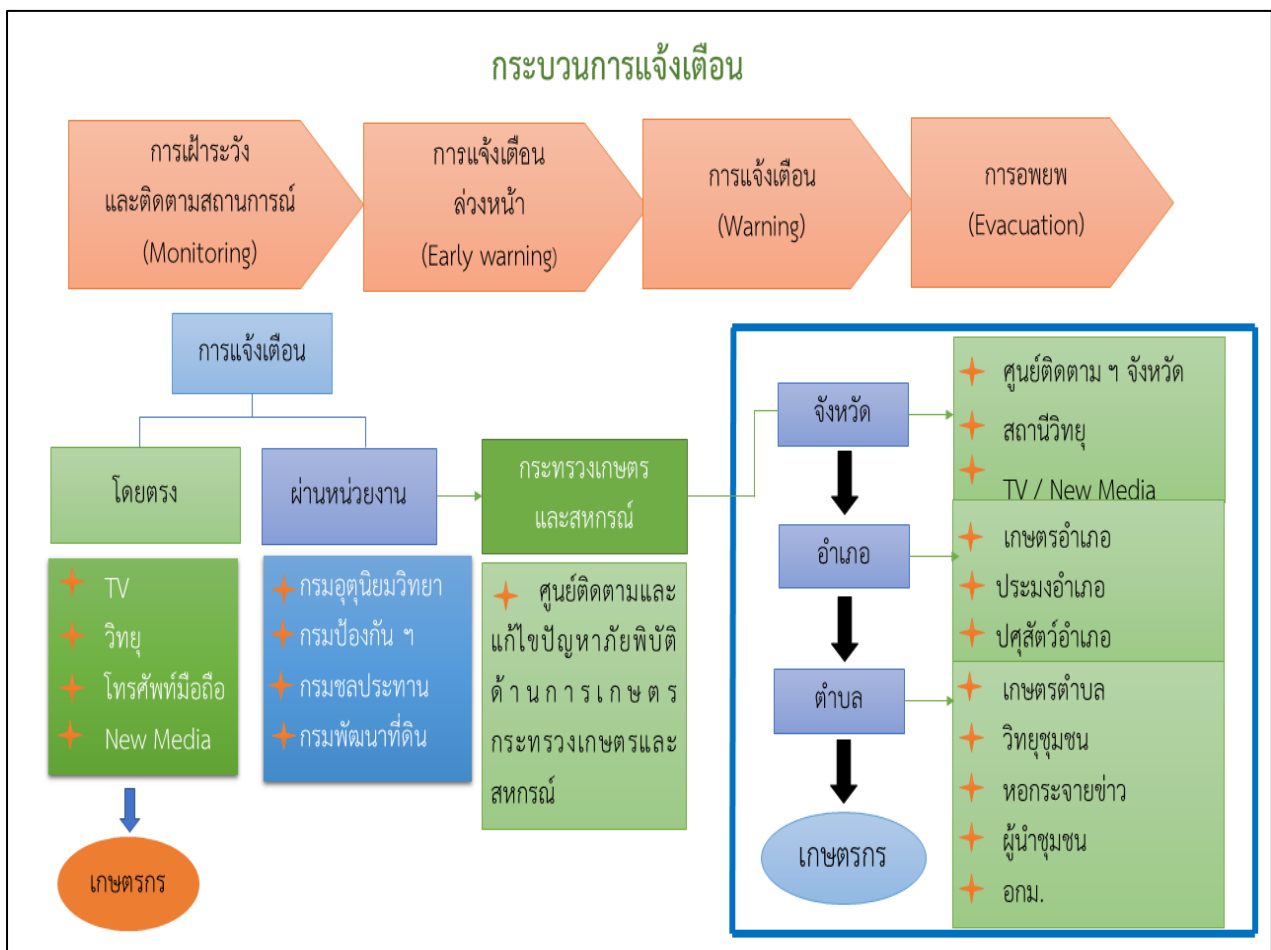 กระบวนการแจ้งเตือน
การเฝ้าระวัง
และติดตามสถานการณ์
(Monitoring)
การแจ้งเตือน
ล่วงหน้า
(Early warning)
การแจ้งเตือน
(Warning)
การอพยพ
(Evacuation)
การแจ้งเตือน
โดยตรง
TV
วิทยุ
โทรศัพท์มือถือ
New Media
เกษตรกร
ผ่านหน่วยงาน
กรมอุตุนิยมวิทยา
กรมป้องกัน ฯ
กรมชลประทาน
กรมพัฒนาที่ดิน
กระทรวงเกษตร
และสหกรณ์
ศูนย์ติดตามและ
แก้ไขปัญหาภัยพิบัติ
ด้านการเกษตร
กระทรวงเกษตรและ
สหกรณ์
จังหวัด
ศูนย์ติดตาม ฯ จังหวัด
สถานีวิทยุ
TV / New Media
อำเภอ
เกษตรอำเภอ
ประมงอำเภอ
ปศุสัตว์อำเภอ
ตำบล
เกษตรตำบล
วิทยุชุมชน
หอกระจายข่าว
ผู้นำชุมชน
อกม.
เกษตรกร